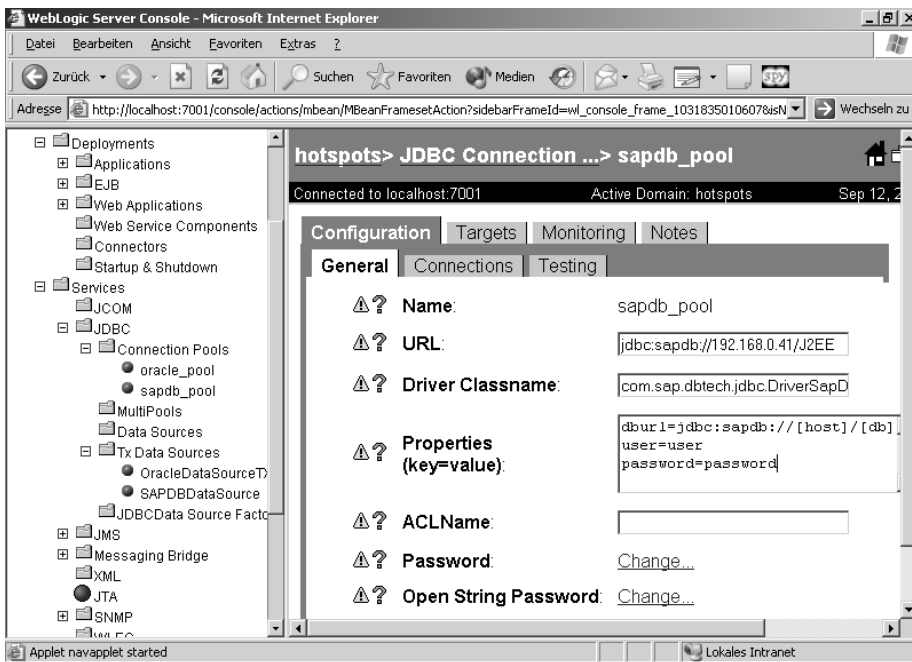 WebLogic Server Console - Microsoft Internet Explorer
Datei Bearbeiten Ansicht Favoriten Extras ?
Zurück Suchen Favoriten Medien SPY
Adresse http://localhost:7001/console/actions/mbean/MBeanFramesetAction?sidebarFrameId=wl_console_frame_1031835010607&isN Wechseln zu
Deployments
Applications
EJB
Web Applications
Web Service Components
Connectors
Startup & Shutdown
Services
JCOM
JDBC
Connection Pools
oracle_pool
sapdb_pool
MultiPools
Data Sources
Tx Data Sources
OracleDataSourceTx
SAPDBDataSource
JDBCData Source Facto
JMS
Messaging Bridge
XML
JTA
SNMP
WLEC
hotspots> JDBC Connection ...> sapdb_pool
Connected to localhost:7001 Active Domain: hotspots Sep 12, 2
Configuration Targets Monitoring Notes
General Connections Testing
? Name: sapdb_pool
? URL: jdbc:sapdb://192.168.0.41/J2EE
? Driver Classname: com.sap.dbtech.jdbc.DriverSapD
? Properties (key=value):
dburl=jdbc:sapdb://[host]/[db]
user=user
password=password
? ACLName:
? Password: Change...
? Open String Password: Change...
Applet navapplet started Lokales Intranet